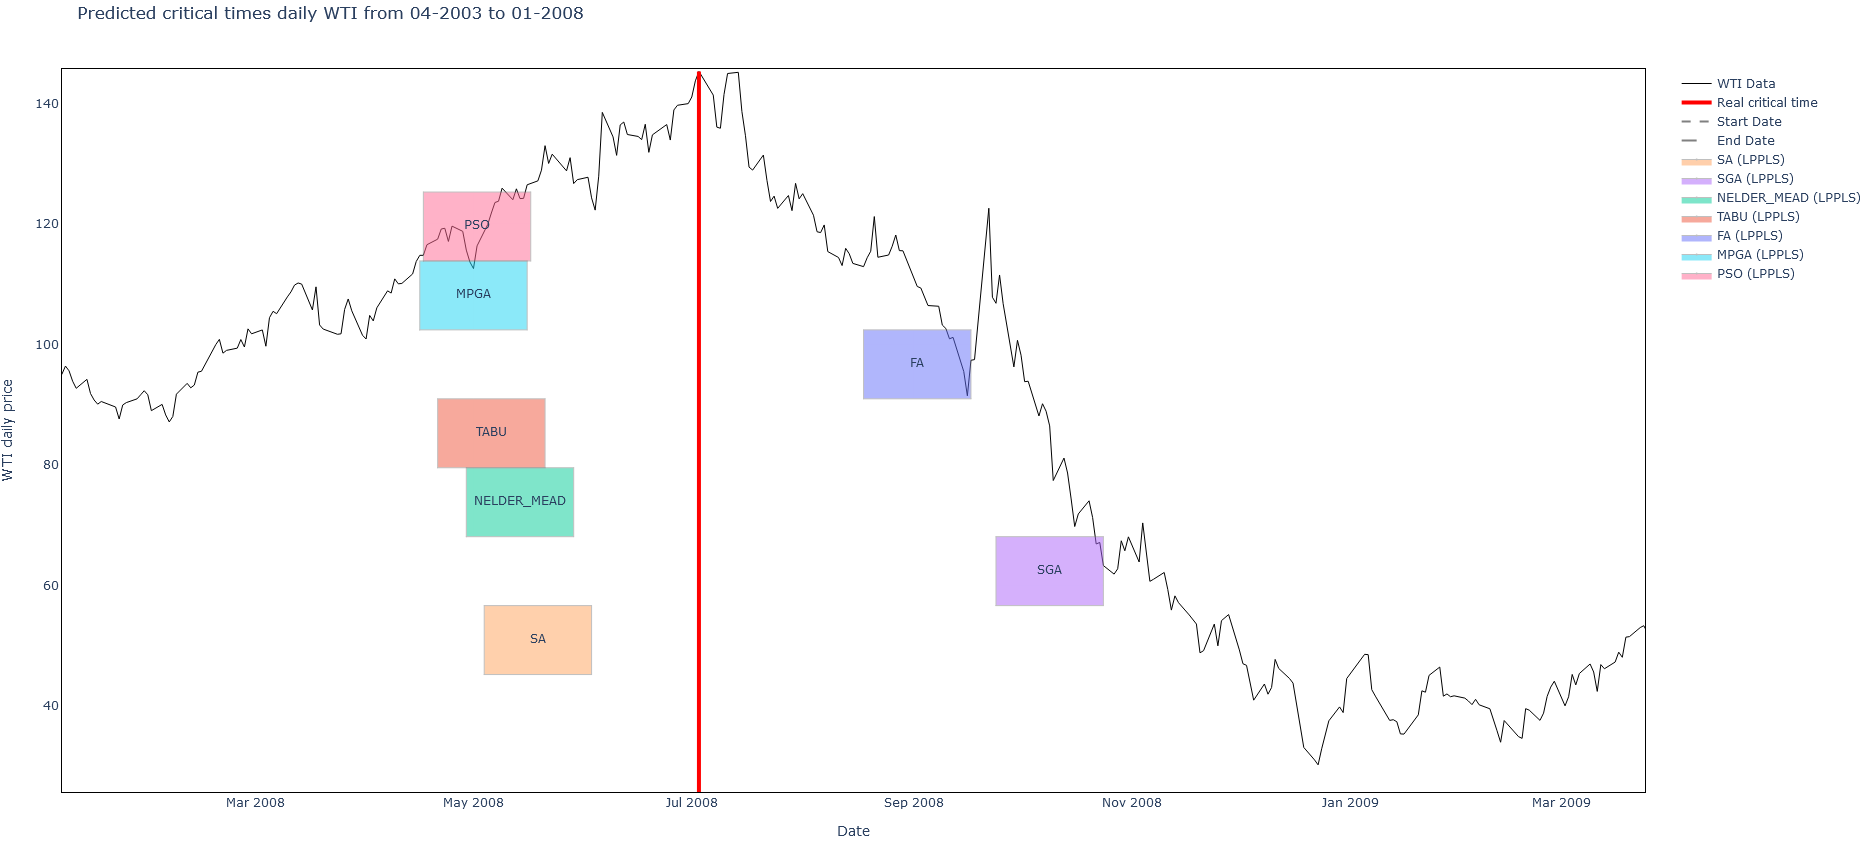 Predicted critical times daily WTI from 04-2003 to 01-2008
WTI daily price
140
120
100
80
60
40
PSO
MPGA
FA
TABU
NELDER_MEAD
SGA
SA
Mar 2008
May 2008
Jul 2008
Sep 2008
Nov 2008
Jan 2009
Mar 2009
Date
WTI Data
Real critical time
Start Date
End Date
SA (LPPLS)
SGA (LPPLS)
NELDER_MEAD (LPPLS)
TABU (LPPLS)
FA (LPPLS)
MPGA (LPPLS)
PSO (LPPLS)